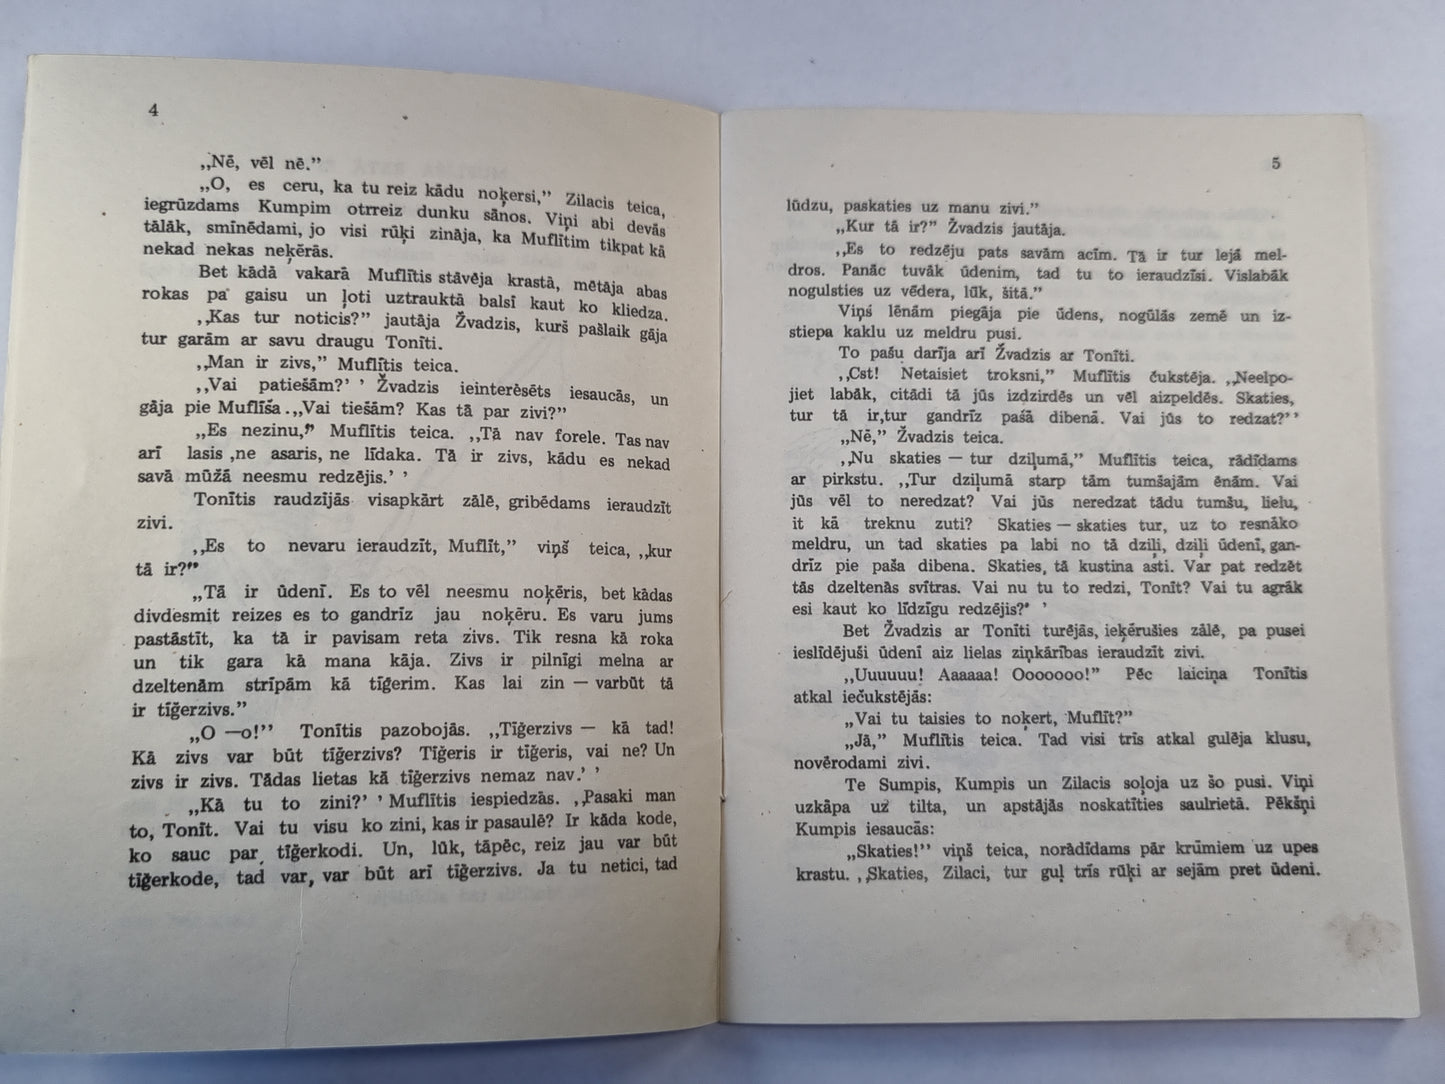 4
„Nē, vēl nē.”
„O, es ceru, ka tu reiz kādu noķersi,” Zilacis teica,
iegrūzdams Kumpim otrreiz dunku sānos. Viņi abi devās
tālāk, smīnēdami, jo visi rūķi zināja, ka Muflītim tikpat kā
nekad nekas neķērās.
Bet kādā vakarā Muflītis stāvēja krastā, mētāja abas
rokas pa gaisu un ļoti uztrauktā balsī kaut ko kliedza.
„Kas tur noticis?” jautāja Žvadzis, kurš pašlaik gāja
tur garām ar savu draugu Tonīti.
„Man ir zivs,” Muflītis teica.
„Vai patiešām?’ ’ Žvadzis ieinterèsēts iesaucās, un
gāja pie Muflīša.„Vai tiešām? Kas tā par zivi?”
„Es nezinu,” Muflītis teica. „Tā nav forele. Tas nav
arī lasis ,ne asaris, ne līdaka. Tā ir zivs, kādu es nekad
savā mūžā neesmu redzējis.’ ’
Tonītis raudzījās visapkārt zālē, gribēdams ieraudzīt
zivi.
„Es to nevaru ieraudzīt, Muflīt,” viņš teica, „kur
tā ir?”
„Tā ir ūdenī. Es to vēl neesmu noķēris, bet kādas
divdesmit reizes es to gandrīz jau noķēru. Es varu jums
pastāstīt, ka tā ir pavisam reta zivs. Tik resna kā roka
un tik gara kā mana kāja. Zivs ir pilnīgi melna ar
dzeltenām strīpām kā tīģerim. Kas lai zin — varbūt tā
ir tīģerzivs.”
„O —o!’’ Tonītis pazobojās. „Tīģerzivs — kā tad!
Kā zivs var būt tīģerzivs? Tīģeris ir tīģeris, vai ne? Un
zivs ir zivs. Tādas lietas kā tīģerzivs nemaz nav.’ ’
„Kā tu to zini?’ ’ Muflītis iespiedzās. „Pasaki man
to, Tonīt. Vai tu visu ko zini, kas ir pasaulē? Ir kāda kode,
ko sauc par tīģerkodi. Un, lūk, tāpēc, reiz jau var būt
tīģerkode, tad var, var būt arī tīģerzivs. Ja tu netici, tad
5
lūdzu, paskaties uz manu zivi.”
„Kur tā ir?” Žvadzis jautāja.
„Es to redzēju pats savām acīm. Tā ir tur lejā mel-
dros. Panāc tuvāk ūdenim, tad tu to ieraudzīsi. Vislabāk
nogulsties uz vēdera, lūk, šitā.”
Viņš lēnām piegāja pie ūdens, nogūlās zemē un iz-
stiepa kaklu uz meldru pusi.
To pašu darīja arī Žvadzis ar Tonīti.
„Cst! Netaisiet troksni,” Muflītis čukstēja. „Neelpo-
jiet labāk, citādi tā jūs izdzirdēs un vēl aizpeldēs. Skaties,
tur tā ir,tur gandrīz pašā dibenā. Vai jūs to redzat?’’
„Nē,” Žvadzis teica.
„Nu skaties — tur dziļumā,” Muflītis teica, rādīdams
ar pirkstu. „Tur dziļumā starp tām tumšajām ēnām. Vai
jūs vēl to neredzat? Vai jūs neredzat tādu tumšu, lielu,
it kā treknu zuti? Skaties — skaties tur, uz to resnāko
meldru, un tad skaties pa labi no tā dziļi, dziļi ūdenī, gan-
drīz pie paša dibena. Skaties, tā kustina asti. Var pat redzēt
tās dzeltenās svītras. Vai nu tu to redzi, Tonīt? Vai tu agrāk
esi kaut ko līdzīgu redzējis?’ ’
Bet Žvadzis ar Tonīti turējās, ieķērušies zālē, pa pusei
ieslīdējuši ūdenī aiz lielas ziņkārības ieraudzīt zivi.
„Uuuuuu! Aaaaaa! Ooooooo!” Pēc laiciņa Tonītis
atkal iečukstējās:
„Vai tu taisies to noķert, Muflīt?”
„Jā,” Muflītis teica. Tad visi trīs atkal gulēja klusu,
novērodami zivi.
Te Sumpis, Kumpis un Zilacis soļoja uz šo pusi. Viņi
uzkāpa uz tilta, un apstājās noskatīties saulrietā. Pēkšņi
Kumpis iesaucās:
„Skaties!’’ viņš teica, norādīdams pār krūmiem uz upes
krastu. „Skaties, Zilaci, tur guļ trīs rūķi ar sejām pret ūdeni.